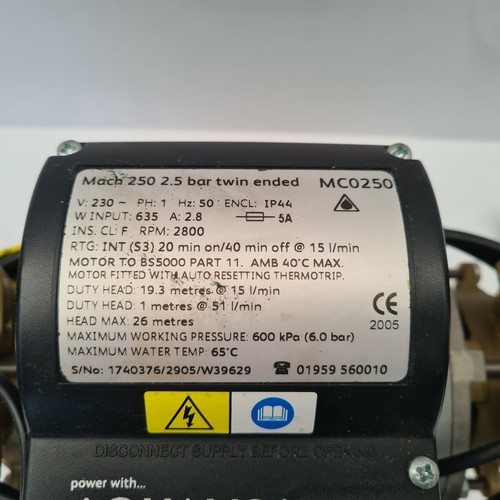 Mach 250 2.5 bar twin ended MC0250
V: 230 ~ PH: 1 Hz: 50 ENCL: IP44
W INPUT: 635 A: 2.8 5A
INS. CL: F RPM: 2800
RTG: INT (S3) 20 min on/40 min off @ 15 l/min
MOTOR TO BS5000 PART 11. AMB 40°C MAX.
MOTOR FITTED WITH AUTO RESETTING THERMOTRIP.
DUTY HEAD: 19.3 metres @ 15 l/min
DUTY HEAD: 1 metres @ 51 l/min
HEAD MAX: 26 metres
CE
2005
MAXIMUM WORKING PRESSURE: 600 kPa (6.0 bar)
MAXIMUM WATER TEMP: 65°C
S/No: 1740376/2905/W39629 ☎ 01959 560010
DISCONNECT SUPPLY BEFORE OPENING
power with...